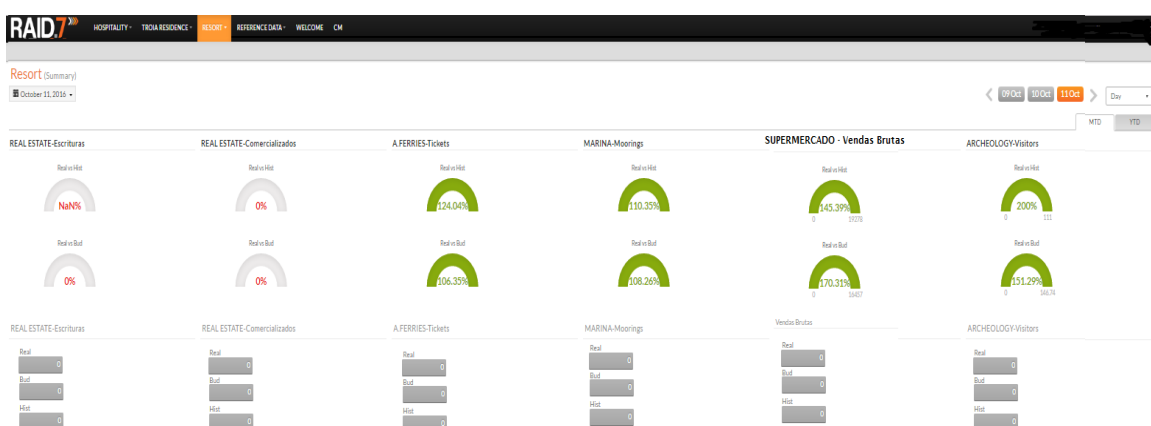 RAID.7
HOSPITALITY TROIA RESIDENCE RESORT REFERENCE DATA WELCOME CM
Resort (Summary)
October 11, 2016
09 Oct 10 Oct 11 Oct Day
MTD YTD
REAL ESTATE-Escrituras REAL ESTATE-Comercializados A.FERRIES-Tickets MARINA-Moorings SUPERMERCADO - Vendas Brutas ARCHEOLOGY-Visitors
Real vs Hist Real vs Hist Real vs Hist Real vs Hist Real vs Hist Real vs Hist
NaN% 0% 124.04% 110.35% 145.39% 200%
0 19278 0 111
Real vs Bud Real vs Bud Real vs Bud Real vs Bud Real vs Bud Real vs Bud
0% 0% 106.35% 108.26% 170.31% 151.29%
0 16457 0 146.74
REAL ESTATE-Escrituras REAL ESTATE-Comercializados A.FERRIES-Tickets MARINA-Moorings Vendas Brutas ARCHEOLOGY-Visitors
Real Real Real Real Real Real
0 0 0 0 0 0
Bud Bud Bud Bud Bud Bud
0 0 0 0 0 0
Hist Hist Hist Hist Hist Hist
0 0 0 0 0 0